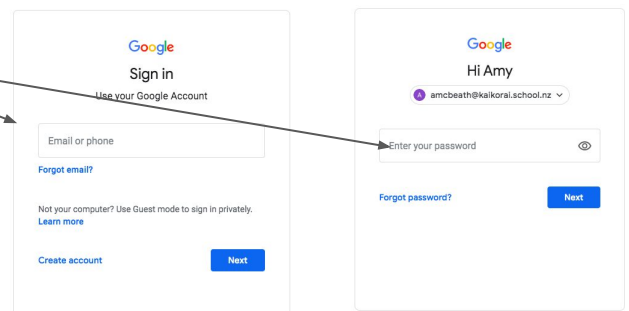 Google
Sign in
Use your Google Account
Email or phone
Forgot email?
Not your computer? Use Guest mode to sign in privately.
Learn more
Create account
Next
Google
Hi Amy
A amcbeath@kaikorai.school.nz
Enter your password
Forgot password?
Next